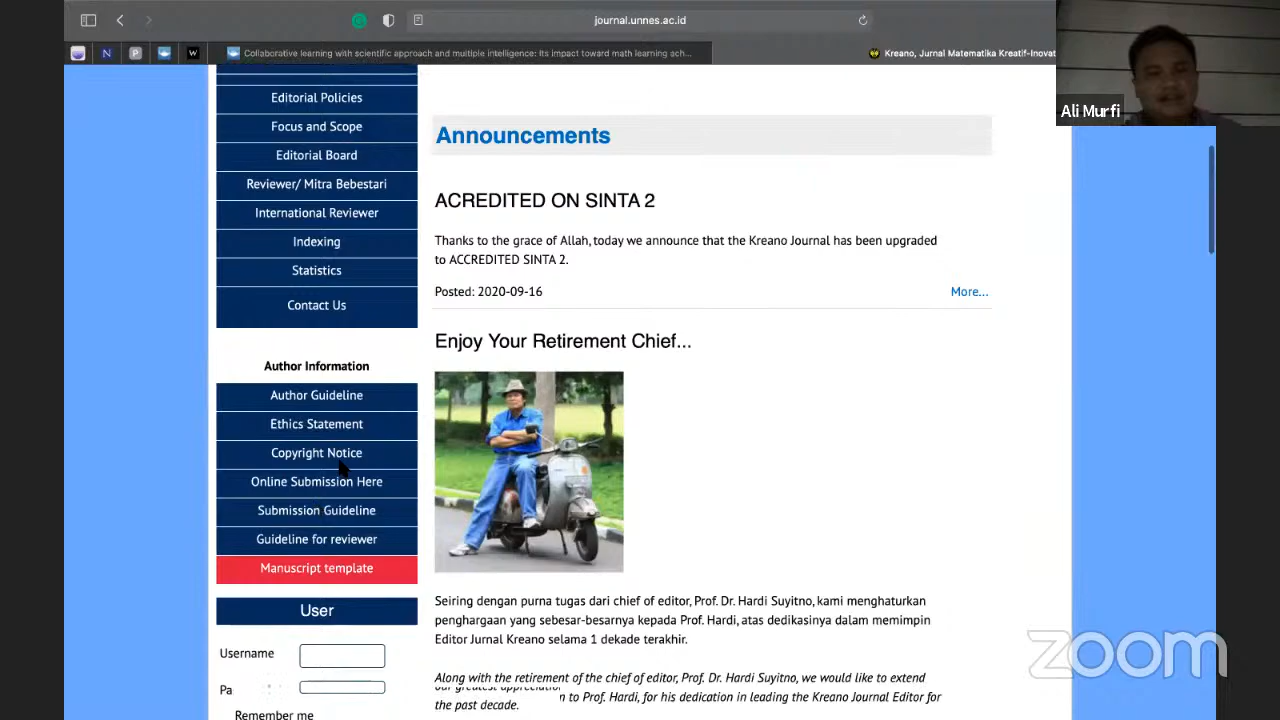 journal.unnes.ac.id
N
P
W
Collaborative learning with scientific approach and multiple intelligence: its impact toward math learning ach...
Kreano, Jurnal Matematika Kreatif-Inovat
Ali Murfi
Editorial Policies
Focus and Scope
Editorial Board
Reviewer/ Mitra Bebestari
International Reviewer
Indexing
Statistics
Contact Us
Author Information
Author Guideline
Ethics Statement
Copyright Notice
Online Submission Here
Submission Guideline
Guideline for reviewer
Manuscript template
User
Username
Pa
Remember me
Announcements
ACREDITED ON SINTA 2
Thanks to the grace of Allah, today we announce that the Kreano Journal has been upgraded
to ACCREDITED SINTA 2.
Posted: 2020-09-16
More...
Enjoy Your Retirement Chief...
Seiring dengan purna tugas dari chief of editor, Prof. Dr. Hardi Suyitno, kami menghaturkan
penghargaan yang sebesar-besarnya kepada Prof. Hardi, atas dedikasinya dalam memimpin
Editor Jurnal Kreano selama 1 dekade terakhir.
Along with the retirement of the chief of editor, Prof. Dr. Hardi Suyitno, we would like to extend
our greatest appreciation to Prof. Hardi, for his dedication in leading the Kreano Journal Editor for
the past decade.
zoom